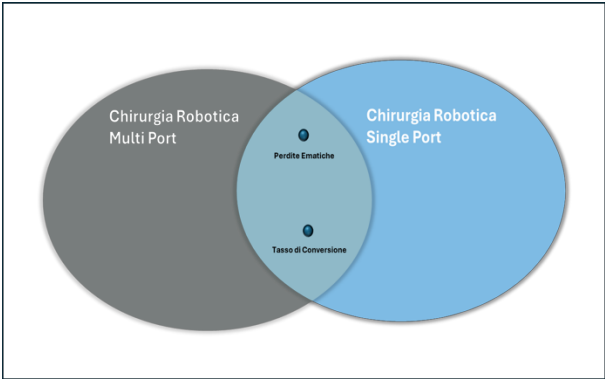 Chirurgia Robotica
Multi Port
Chirurgia Robotica
Single Port
Perdite Ematiche
Tasso di Conversione